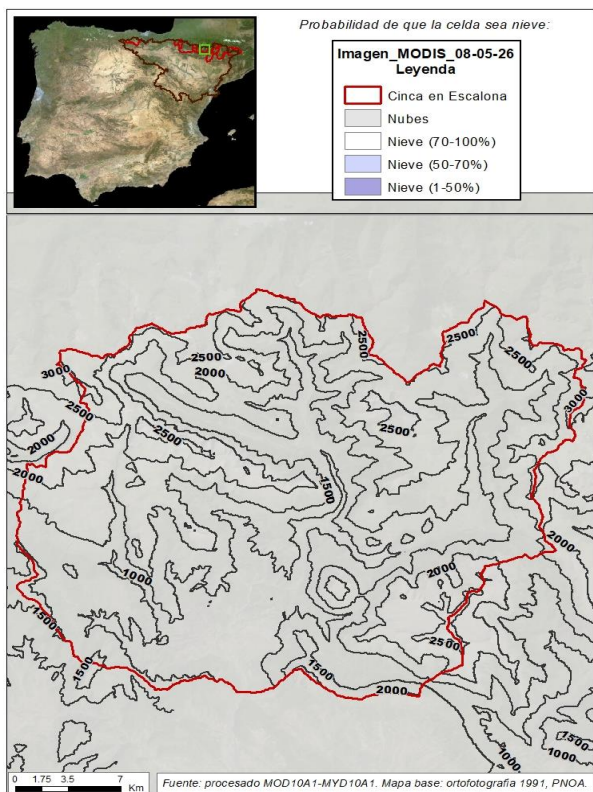 Probabilidad de que la celda sea nieve:
Imagen_MODIS_08-05-26
Leyenda
Cinca en Escalona
Nubes
Nieve (70-100%)
Nieve (50-70%)
Nieve (1-50%)
2500
2500
2500
2500
2000
3000
3000
2500
2500
2500
2000
2000
1500
2000
1000
2000
1500
2500
1500
1500
2000
1500
1000
1000
0 1.75 3.5 7
Km
Fuente: procesado MOD10A1-MYD10A1. Mapa base: ortofotografia 1991, PNOA.